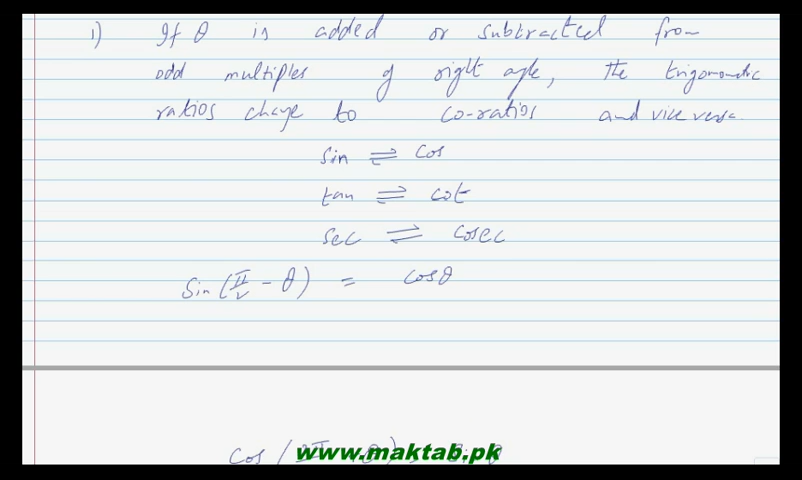 1) If θ is added or subtracted from
odd multiples of right angle, the trigonometric
ratios change to co-ratios and vice versa.
sin ⇌ cos
tan ⇌ cot
sec ⇌ cosec
Sin(π/2 - θ) = cosθ
Cos (
www.maktab.pk